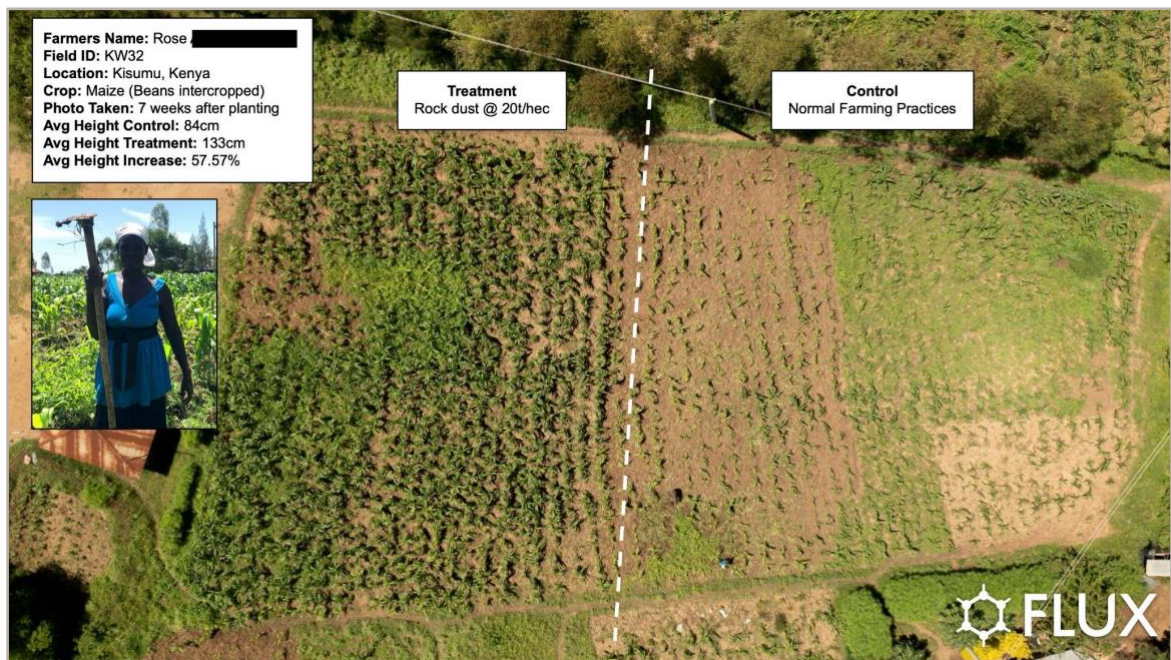 Farmers Name: Rose
Field ID: KW32
Location: Kisumu, Kenya
Crop: Maize (Beans intercropped)
Photo Taken: 7 weeks after planting
Avg Height Control: 84cm
Avg Height Treatment: 133cm
Avg Height Increase: 57.57%
Treatment
Rock dust @ 20t/hec
Control
Normal Farming Practices
FLUX